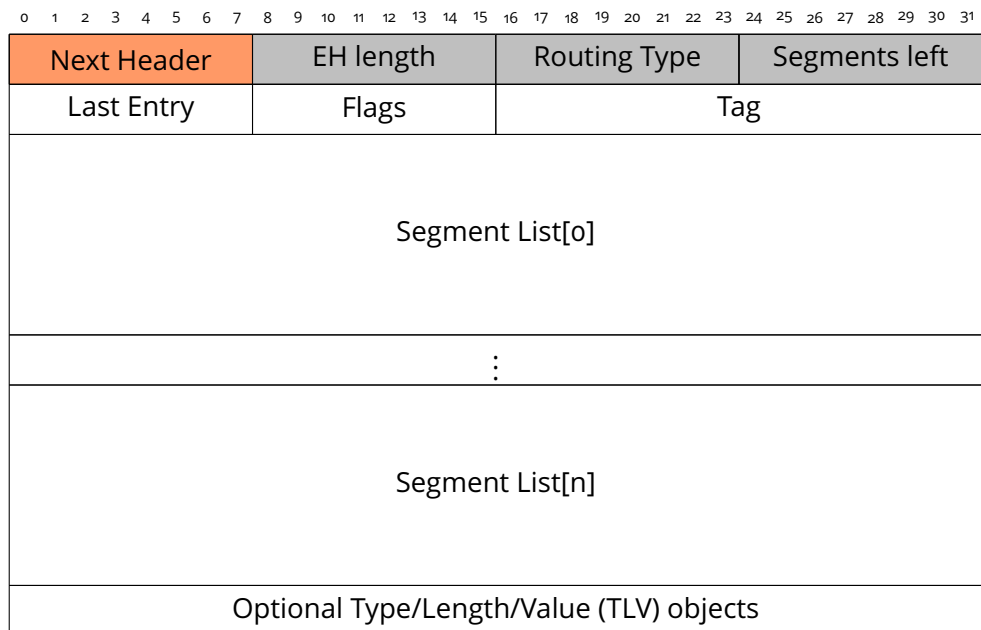 0 1 2 3 4 5 6 7 8 9 10 11 12 13 14 15 16 17 18 19 20 21 22 23 24 25 26 27 28 29 30 31
Next Header EH length Routing Type Segments left
Last Entry Flags Tag
Segment List[0]
⋮
Segment List[n]
Optional Type/Length/Value (TLV) objects